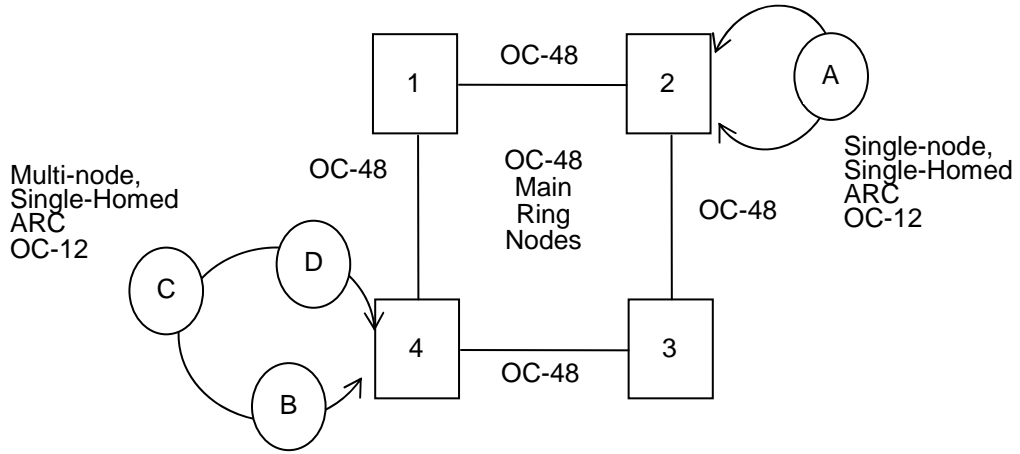 OC-48
1
2
A
OC-48
Multi-node,
Single-Homed
ARC
OC-12
OC-48
Main
Ring
Nodes
OC-48
Single-node,
Single-Homed
ARC
OC-12
C
D
4
3
OC-48
B